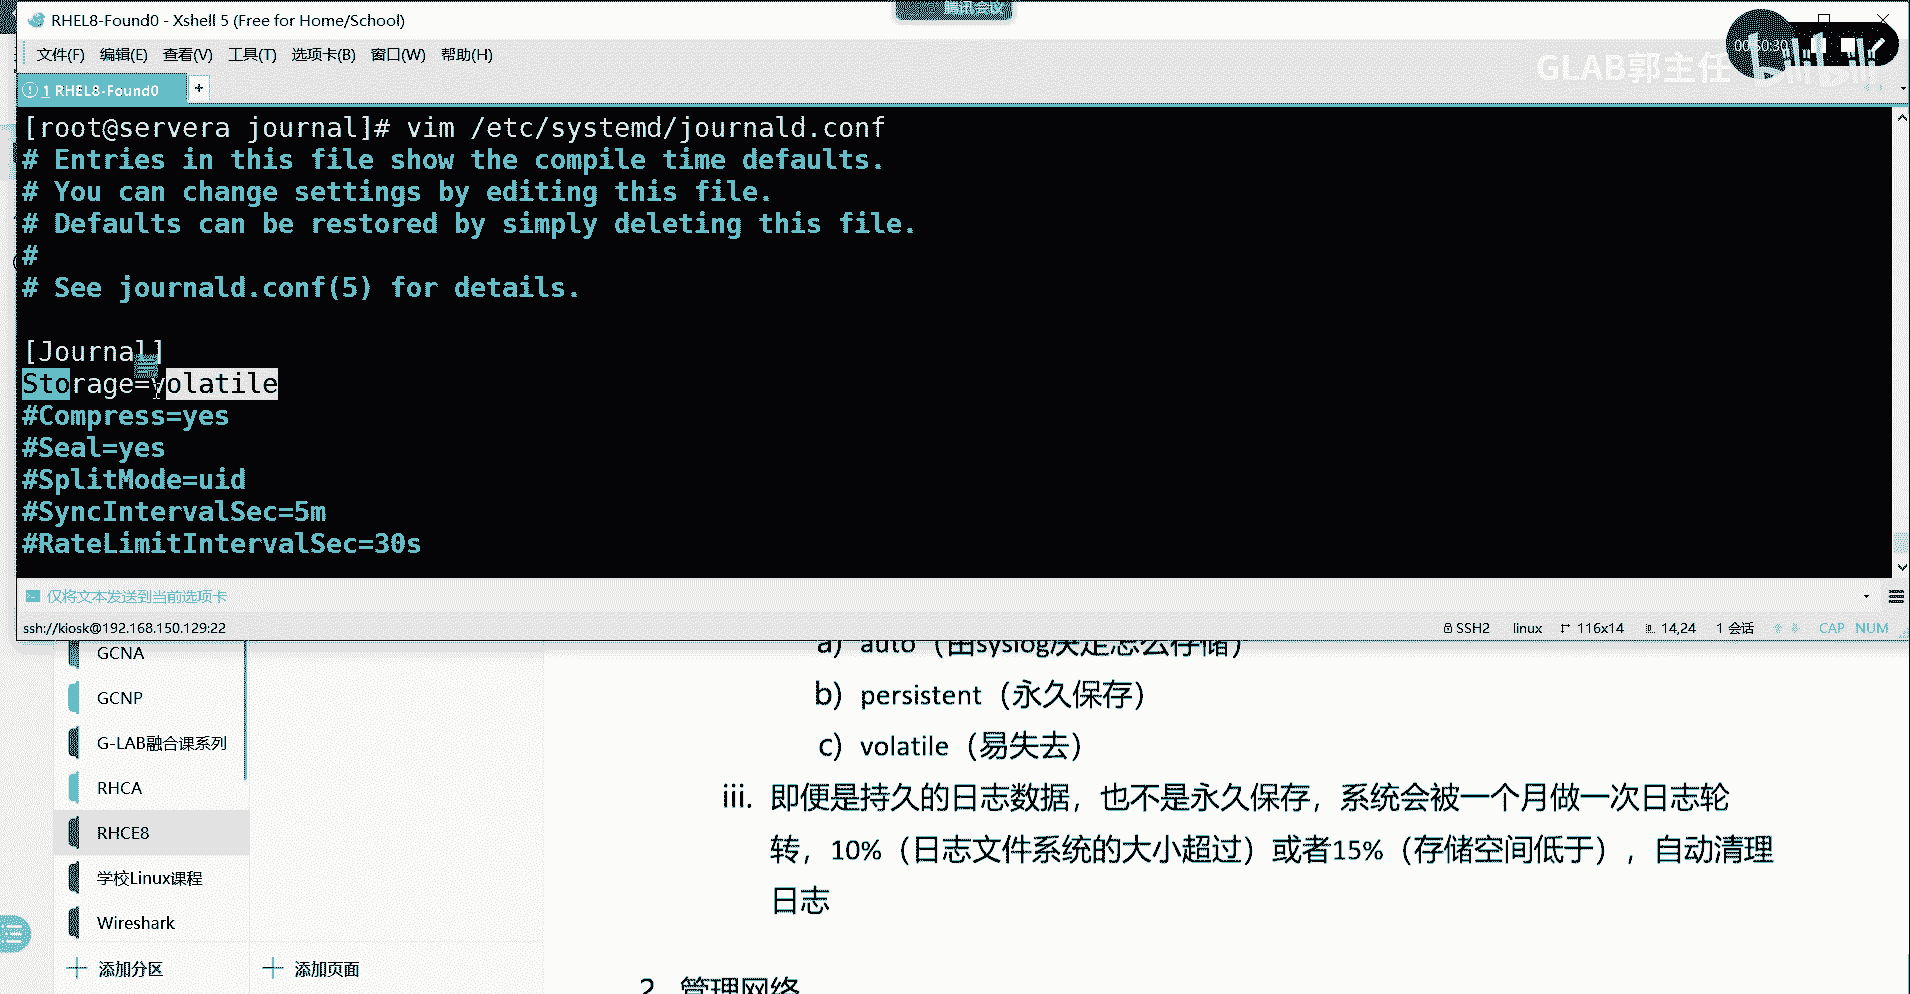 RHEL8-Found0 - Xshell 5 (Free for Home/School)
腾讯会议
00:50:30
文件(F) 编辑(E) 查看(V) 工具(T) 选项卡(B) 窗口(W) 帮助(H)
GLAB郭主任
1 RHEL8-Found0
+
[root@servera journal]# vim /etc/systemd/journald.conf
# Entries in this file show the compile time defaults.
# You can change settings by editing this file.
# Defaults can be restored by simply deleting this file.
#
# See journald.conf(5) for details.
[Journal]
Storage=volatile
#Compress=yes
#Seal=yes
#SplitMode=uid
#SyncIntervalSec=5m
#RateLimitIntervalSec=30s
仅将文本发送到当前选项卡
ssh://kiosk@192.168.150.129:22
SSH2 linux 116x14 14,24 1 会话 CAP NUM
GCNA
GCNP
G-LAB融合课系列
RHCA
RHCE8
学校Linux课程
Wireshark
添加分区
添加页面
a) auto（由syslog决定怎么存储）
b) persistent（永久保存）
c) volatile（易失去）
iii. 即便是持久的日志数据，也不是永久保存，系统会被一个月做一次日志轮
转，10%（日志文件系统的大小超过）或者15%（存储空间低于），自动清理
日志
2. 管理网络